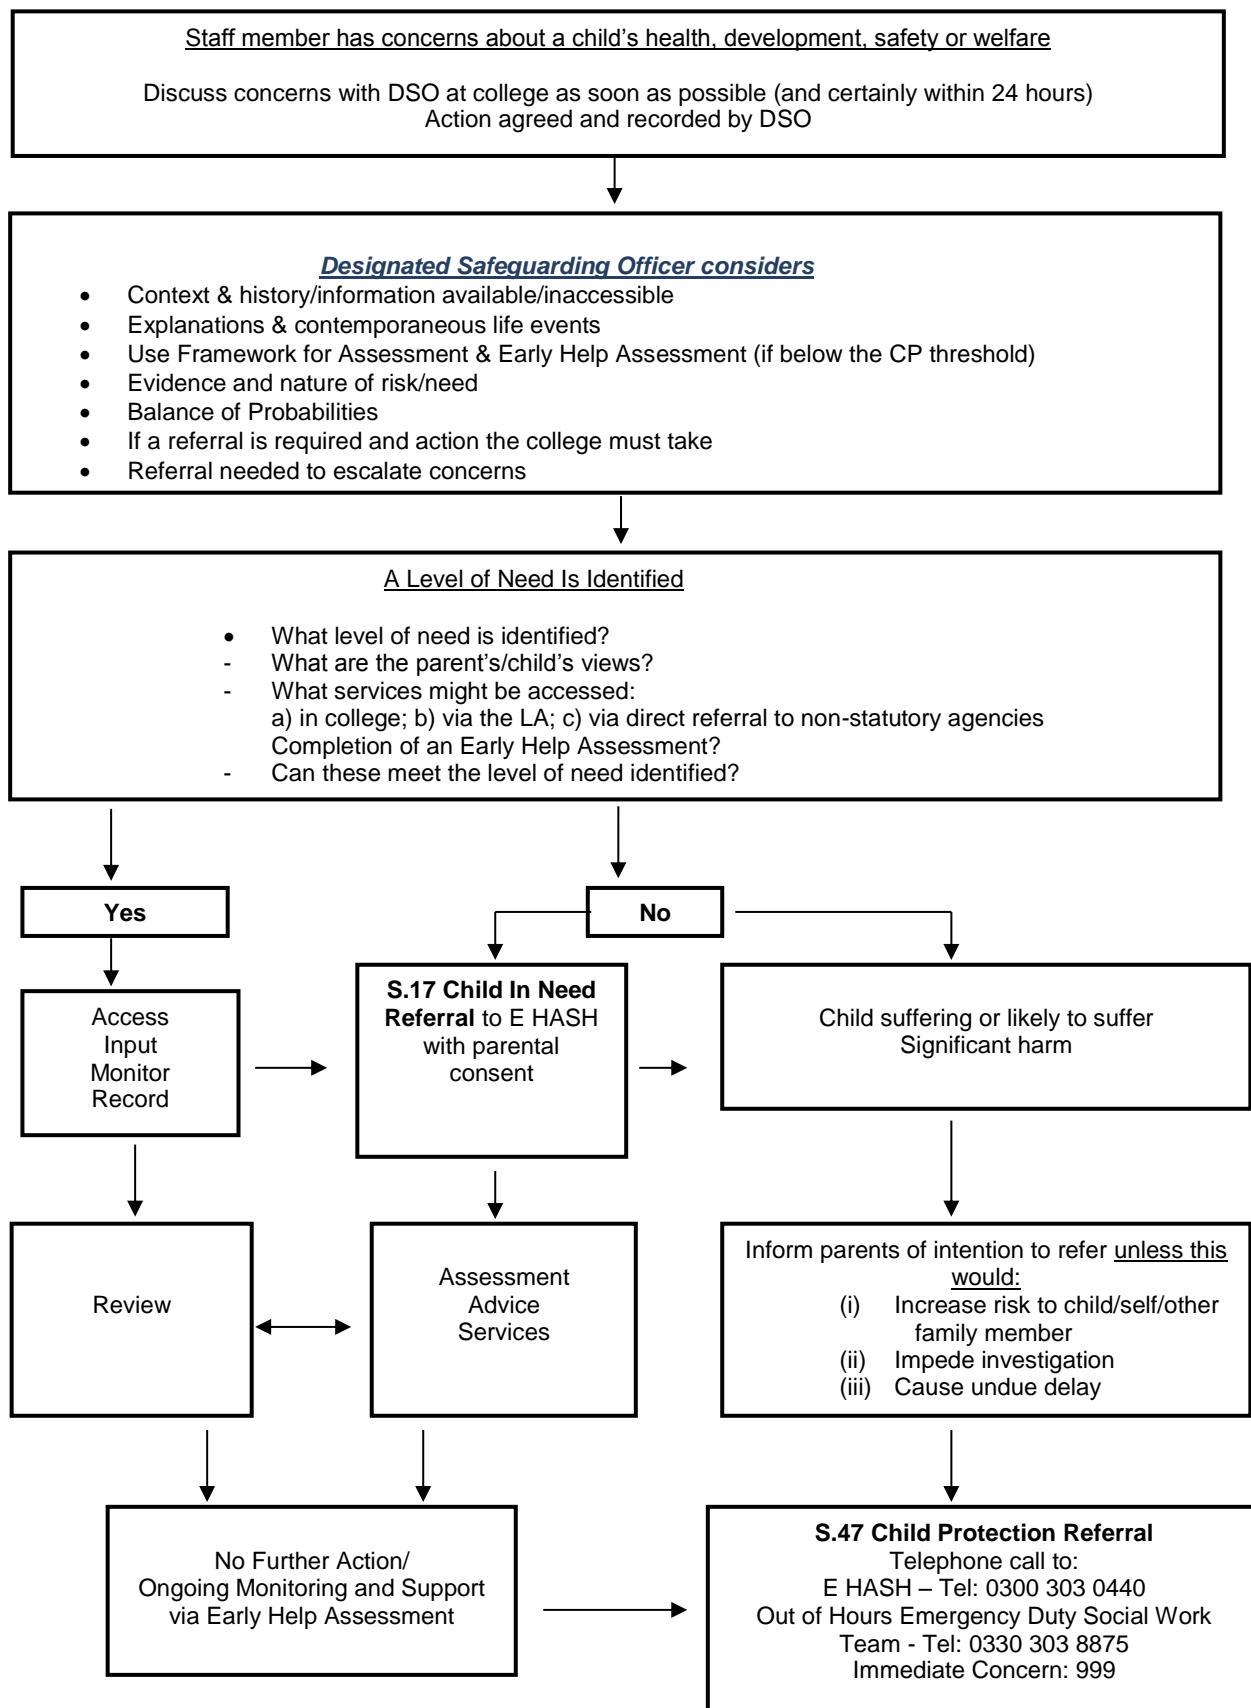 Staff member has concerns about a child's health, development, safety or welfare
Discuss concerns with DSO at college as soon as possible (and certainly within 24 hours)
Action agreed and recorded by DSO
Designated Safeguarding Officer considers
• Context & history/information available/inaccessible
• Explanations & contemporaneous life events
• Use Framework for Assessment & Early Help Assessment (if below the CP threshold)
• Evidence and nature of risk/need
• Balance of Probabilities
• If a referral is required and action the college must take
• Referral needed to escalate concerns
A Level of Need Is Identified
• What level of need is identified?
- What are the parent's/child's views?
- What services might be accessed:
a) in college; b) via the LA; c) via direct referral to non-statutory agencies
Completion of an Early Help Assessment?
- Can these meet the level of need identified?
Yes
No
Access
Input
Monitor
Record
S.17 Child In Need
Referral to E HASH
with parental
consent
Child suffering or likely to suffer
Significant harm
Review
Assessment
Advice
Services
Inform parents of intention to refer unless this
would:
(i) Increase risk to child/self/other
family member
(ii) Impede investigation
(iii) Cause undue delay
No Further Action/
Ongoing Monitoring and Support
via Early Help Assessment
S.47 Child Protection Referral
Telephone call to:
E HASH – Tel: 0300 303 0440
Out of Hours Emergency Duty Social Work
Team - Tel: 0330 303 8875
Immediate Concern: 999